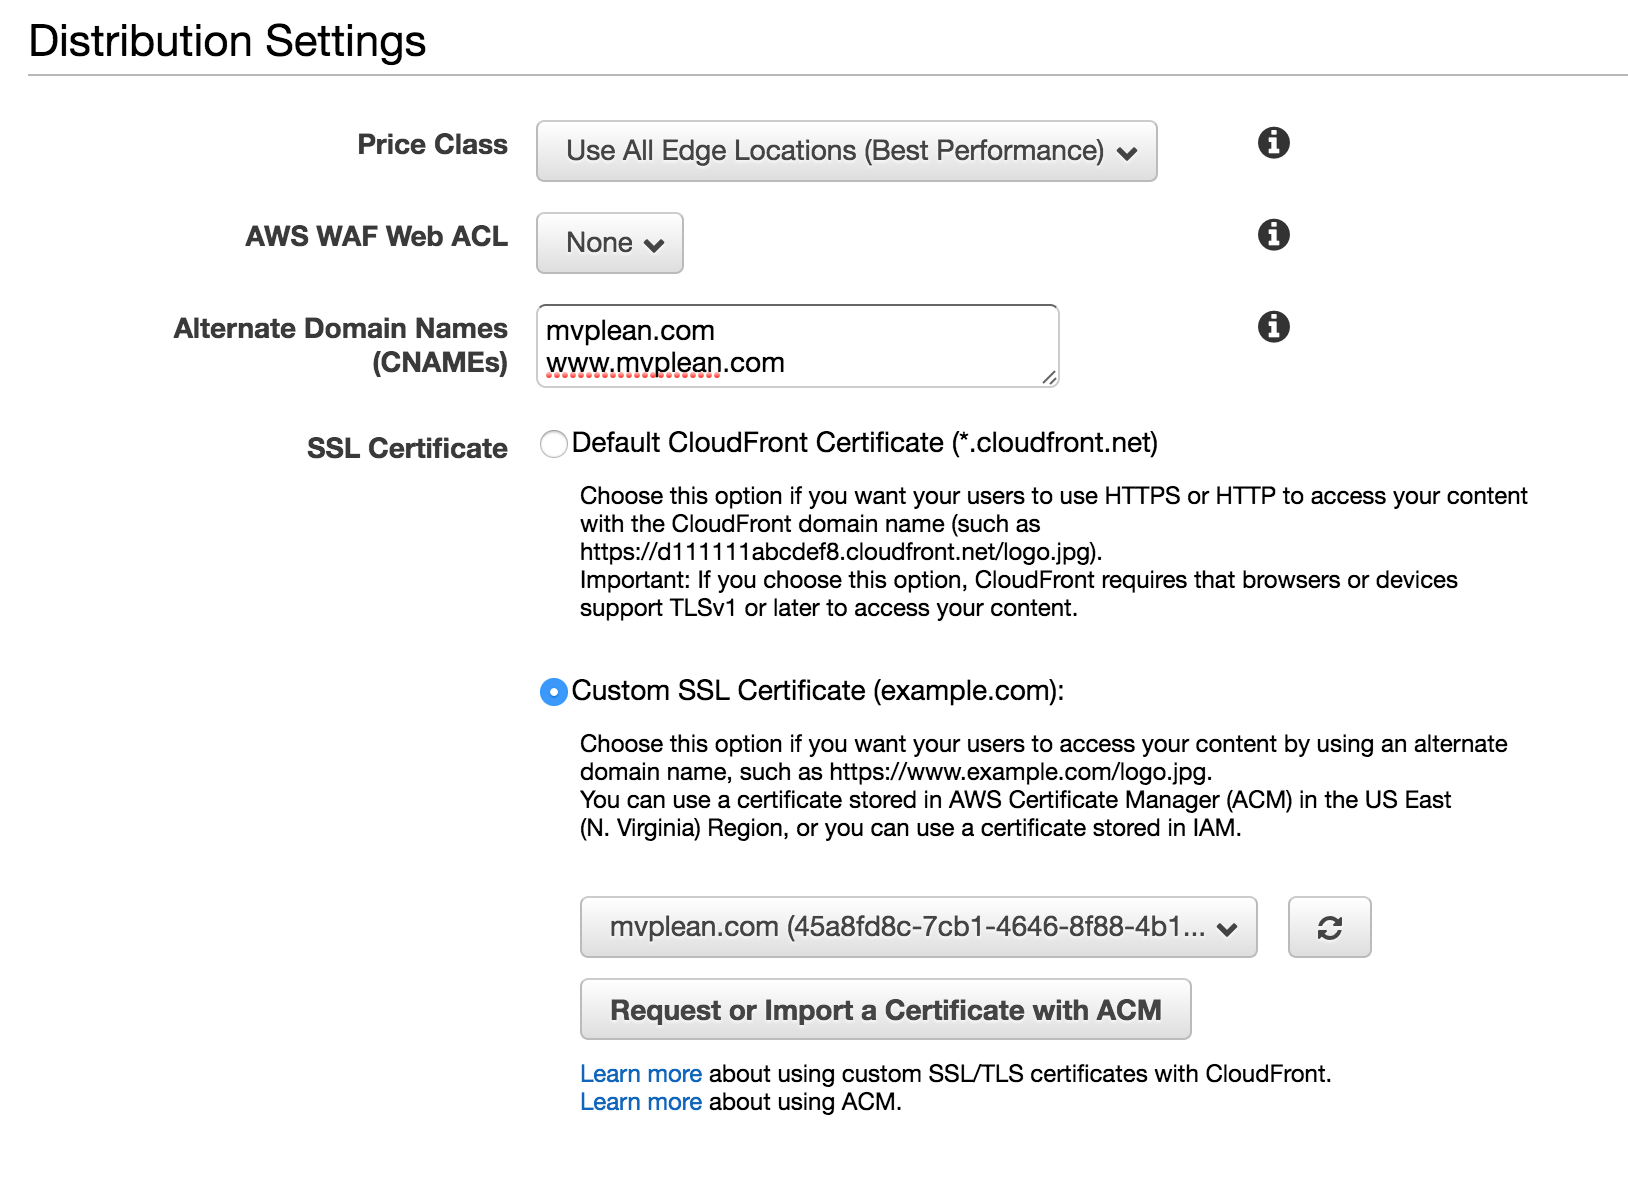 Distribution Settings
Price Class
Use All Edge Locations (Best Performance)
AWS WAF Web ACL
None
Alternate Domain Names
(CNAMEs)
mvplean.com
www.mvplean.com
SSL Certificate
Default CloudFront Certificate (*.cloudfront.net)
Choose this option if you want your users to use HTTPS or HTTP to access your content
with the CloudFront domain name (such as
https://d111111abcdef8.cloudfront.net/logo.jpg).
Important: If you choose this option, CloudFront requires that browsers or devices
support TLSv1 or later to access your content.
Custom SSL Certificate (example.com):
Choose this option if you want your users to access your content by using an alternate
domain name, such as https://www.example.com/logo.jpg.
You can use a certificate stored in AWS Certificate Manager (ACM) in the US East
(N. Virginia) Region, or you can use a certificate stored in IAM.
mvplean.com (45a8fd8c-7cb1-4646-8f88-4b1...
Request or Import a Certificate with ACM
Learn more about using custom SSL/TLS certificates with CloudFront.
Learn more about using ACM.